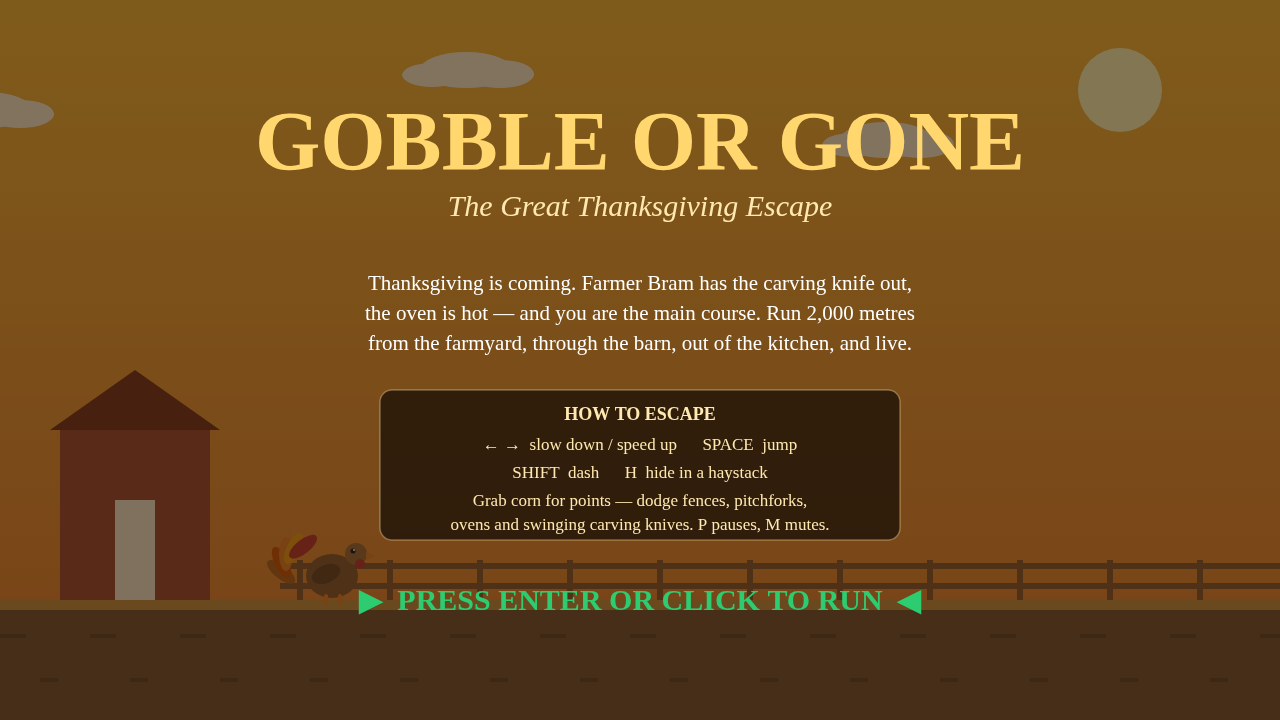 GOBBLE OR GONE
The Great Thanksgiving Escape
Thanksgiving is coming. Farmer Bram has the carving knife out,
the oven is hot — and you are the main course. Run 2,000 metres
from the farmyard, through the barn, out of the kitchen, and live.
HOW TO ESCAPE
← → slow down / speed up SPACE jump
SHIFT dash H hide in a haystack
Grab corn for points — dodge fences, pitchforks,
ovens and swinging carving knives. P pauses, M mutes.
▶ PRESS ENTER OR CLICK TO RUN ◀